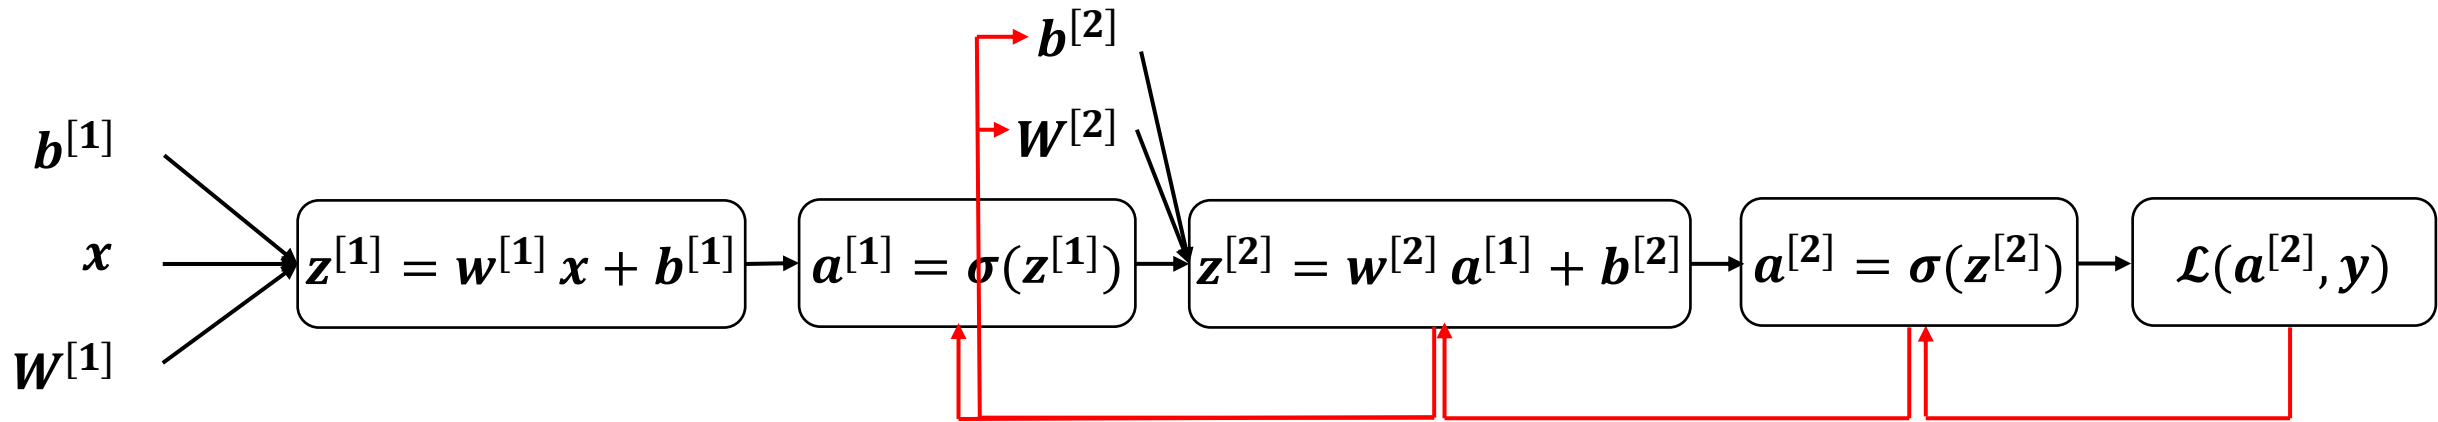 b^[2]
W^[2]
b^[1]
x
W^[1]
z^[1] = w^[1] x + b^[1]
a^[1] = σ(z^[1])
z^[2] = w^[2] a^[1] + b^[2]
a^[2] = σ(z^[2])
ℒ(a^[2], y)